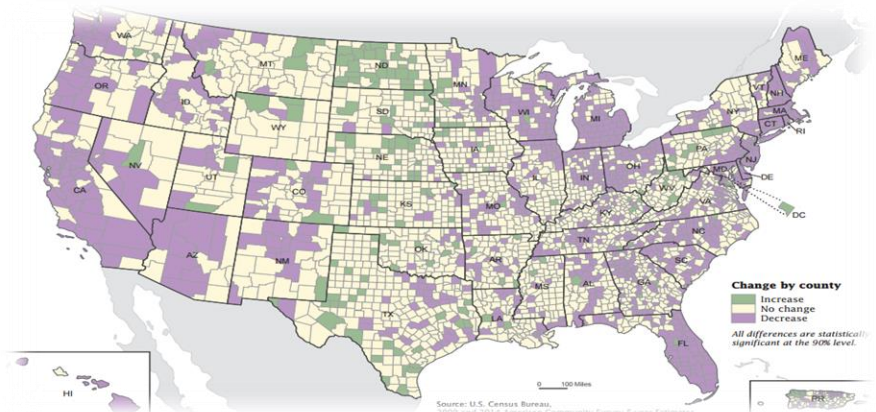 WA
MT
ND
MN
ME
OR
ID
SD
WI
MI
VT
NH
NY
MA
CT
RI
WY
IA
PA
NJ
NE
NV
UT
CO
IL
IN
OH
WV
MD
DE
VA
DC
CA
KS
MO
KY
NC
TN
AZ
NM
OK
AR
SC
MS
AL
GA
TX
LA
FL
HI
PR
Change by county
Increase
No change
Decrease
All differences are statistically
significant at the 90% level.
0 100 Miles
Source: U.S. Census Bureau,